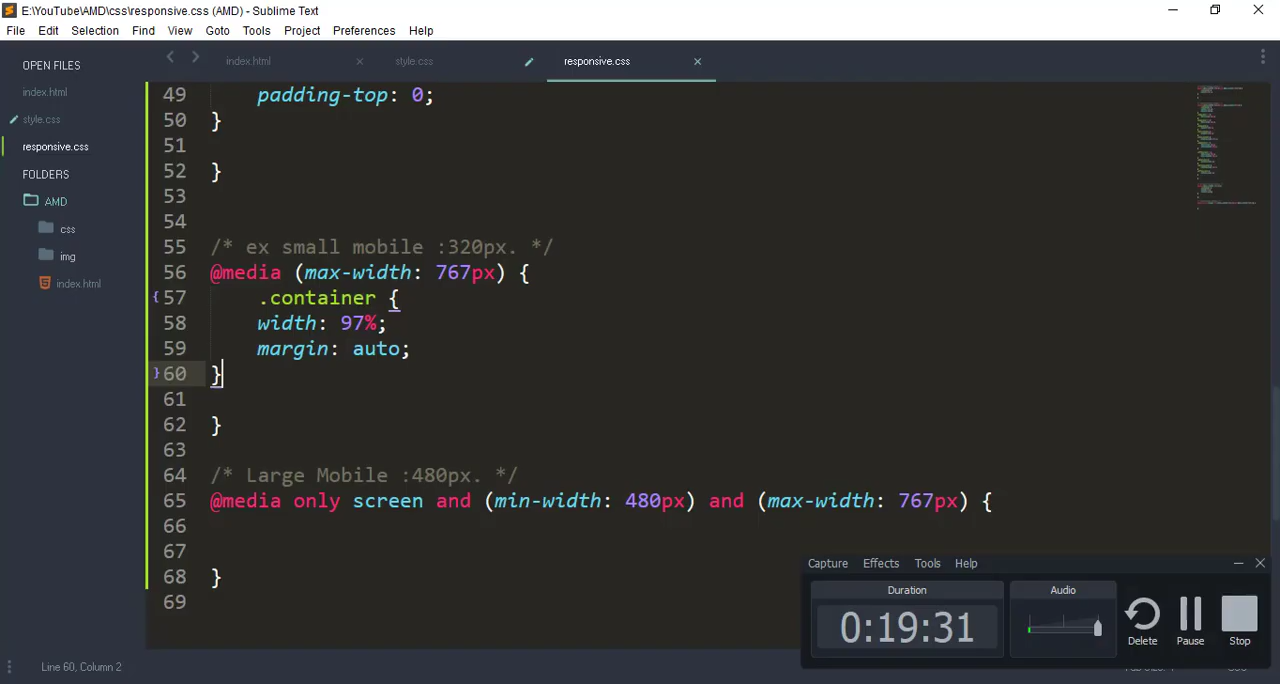 E:\YouTube\AMD\css\responsive.css (AMD) - Sublime Text
File Edit Selection Find View Goto Tools Project Preferences Help
OPEN FILES
index.html
style.css
responsive.css
FOLDERS
AMD
css
img
index.html
index.html × style.css responsive.css ×
49 padding-top: 0;
50 }
51
52 }
53
54
55 /* ex small mobile :320px. */
56 @media (max-width: 767px) {
57 .container {
58 width: 97%;
59 margin: auto;
60 }
61
62 }
63
64 /* Large Mobile :480px. */
65 @media only screen and (min-width: 480px) and (max-width: 767px) {
66
67
68 }
69
Capture Effects Tools Help
Duration Audio
0:19:31
Delete Pause Stop
Line 60, Column 2